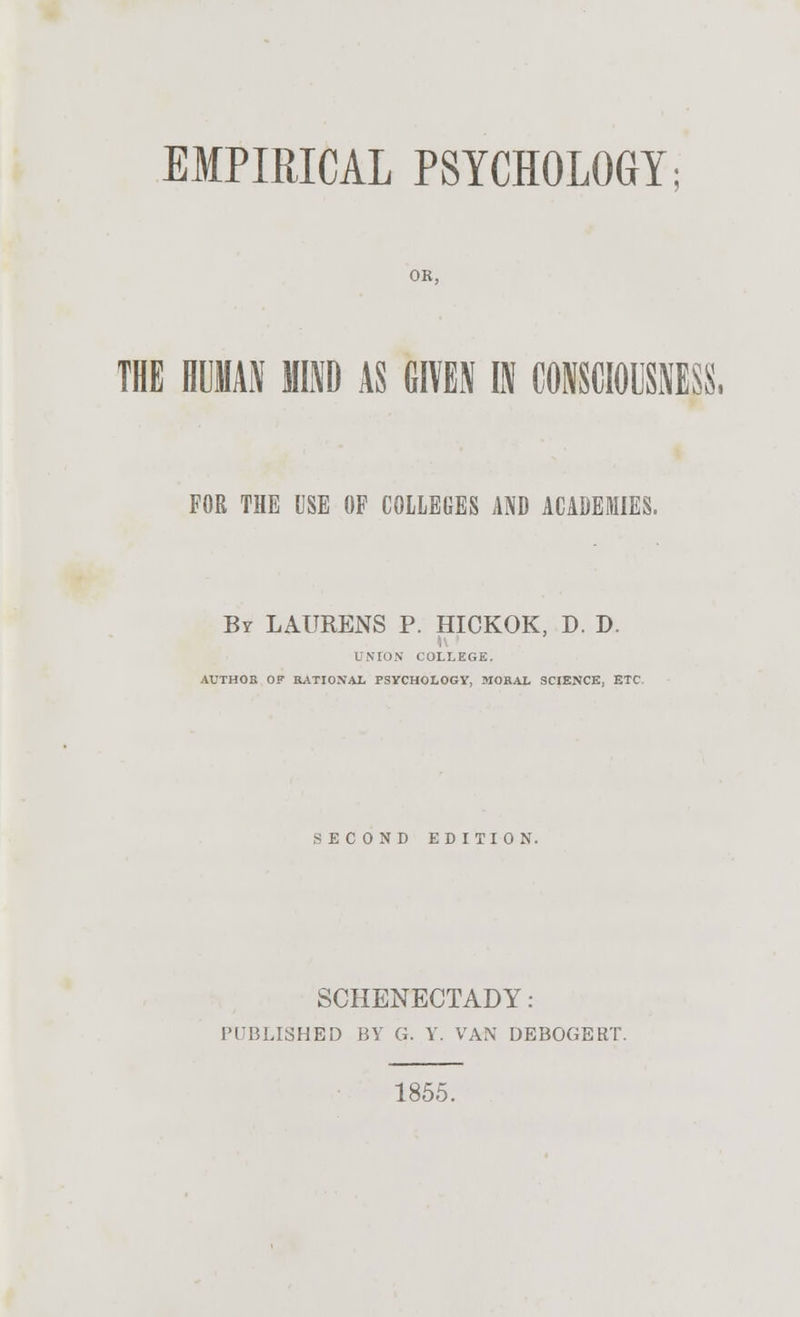 EMPIRICAL PSYCHOLOGY;
OR,
THE HUMAN MIND AS GIVEN IN CONSCIOUSNESS.
FOR THE USE OF COLLEGES AND ACADEMIES.
BY LAURENS P. HICKOK, D. D.
UNION COLLEGE.
AUTHOR OF RATIONAL PSYCHOLOGY, MORAL SCIENCE, ETC.
SECOND EDITION.
SCHENECTADY:
PUBLISHED BY G. Y. VAN DEBOGERT.
1855.